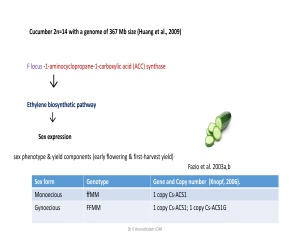 Cucumber 2n=14 with a genome of 367 Mb size (Huang et al., 2009)
F locus -1-aminocyclopropane-1-carboxylic acid (ACC) synthase
Ethylene biosynthetic pathway
Sex expression
sex phenotype & yield components (early flowering & first-harvest yield)
Fazio et al. 2003a,b
Sex form Genotype Gene and Copy number (Knopf, 2006).
Monoecious ffMM 1 copy Cs-ACS1
Gynoecious FFMM 1 copy Cs-ACS1; 1 copy Cs-ACS1G